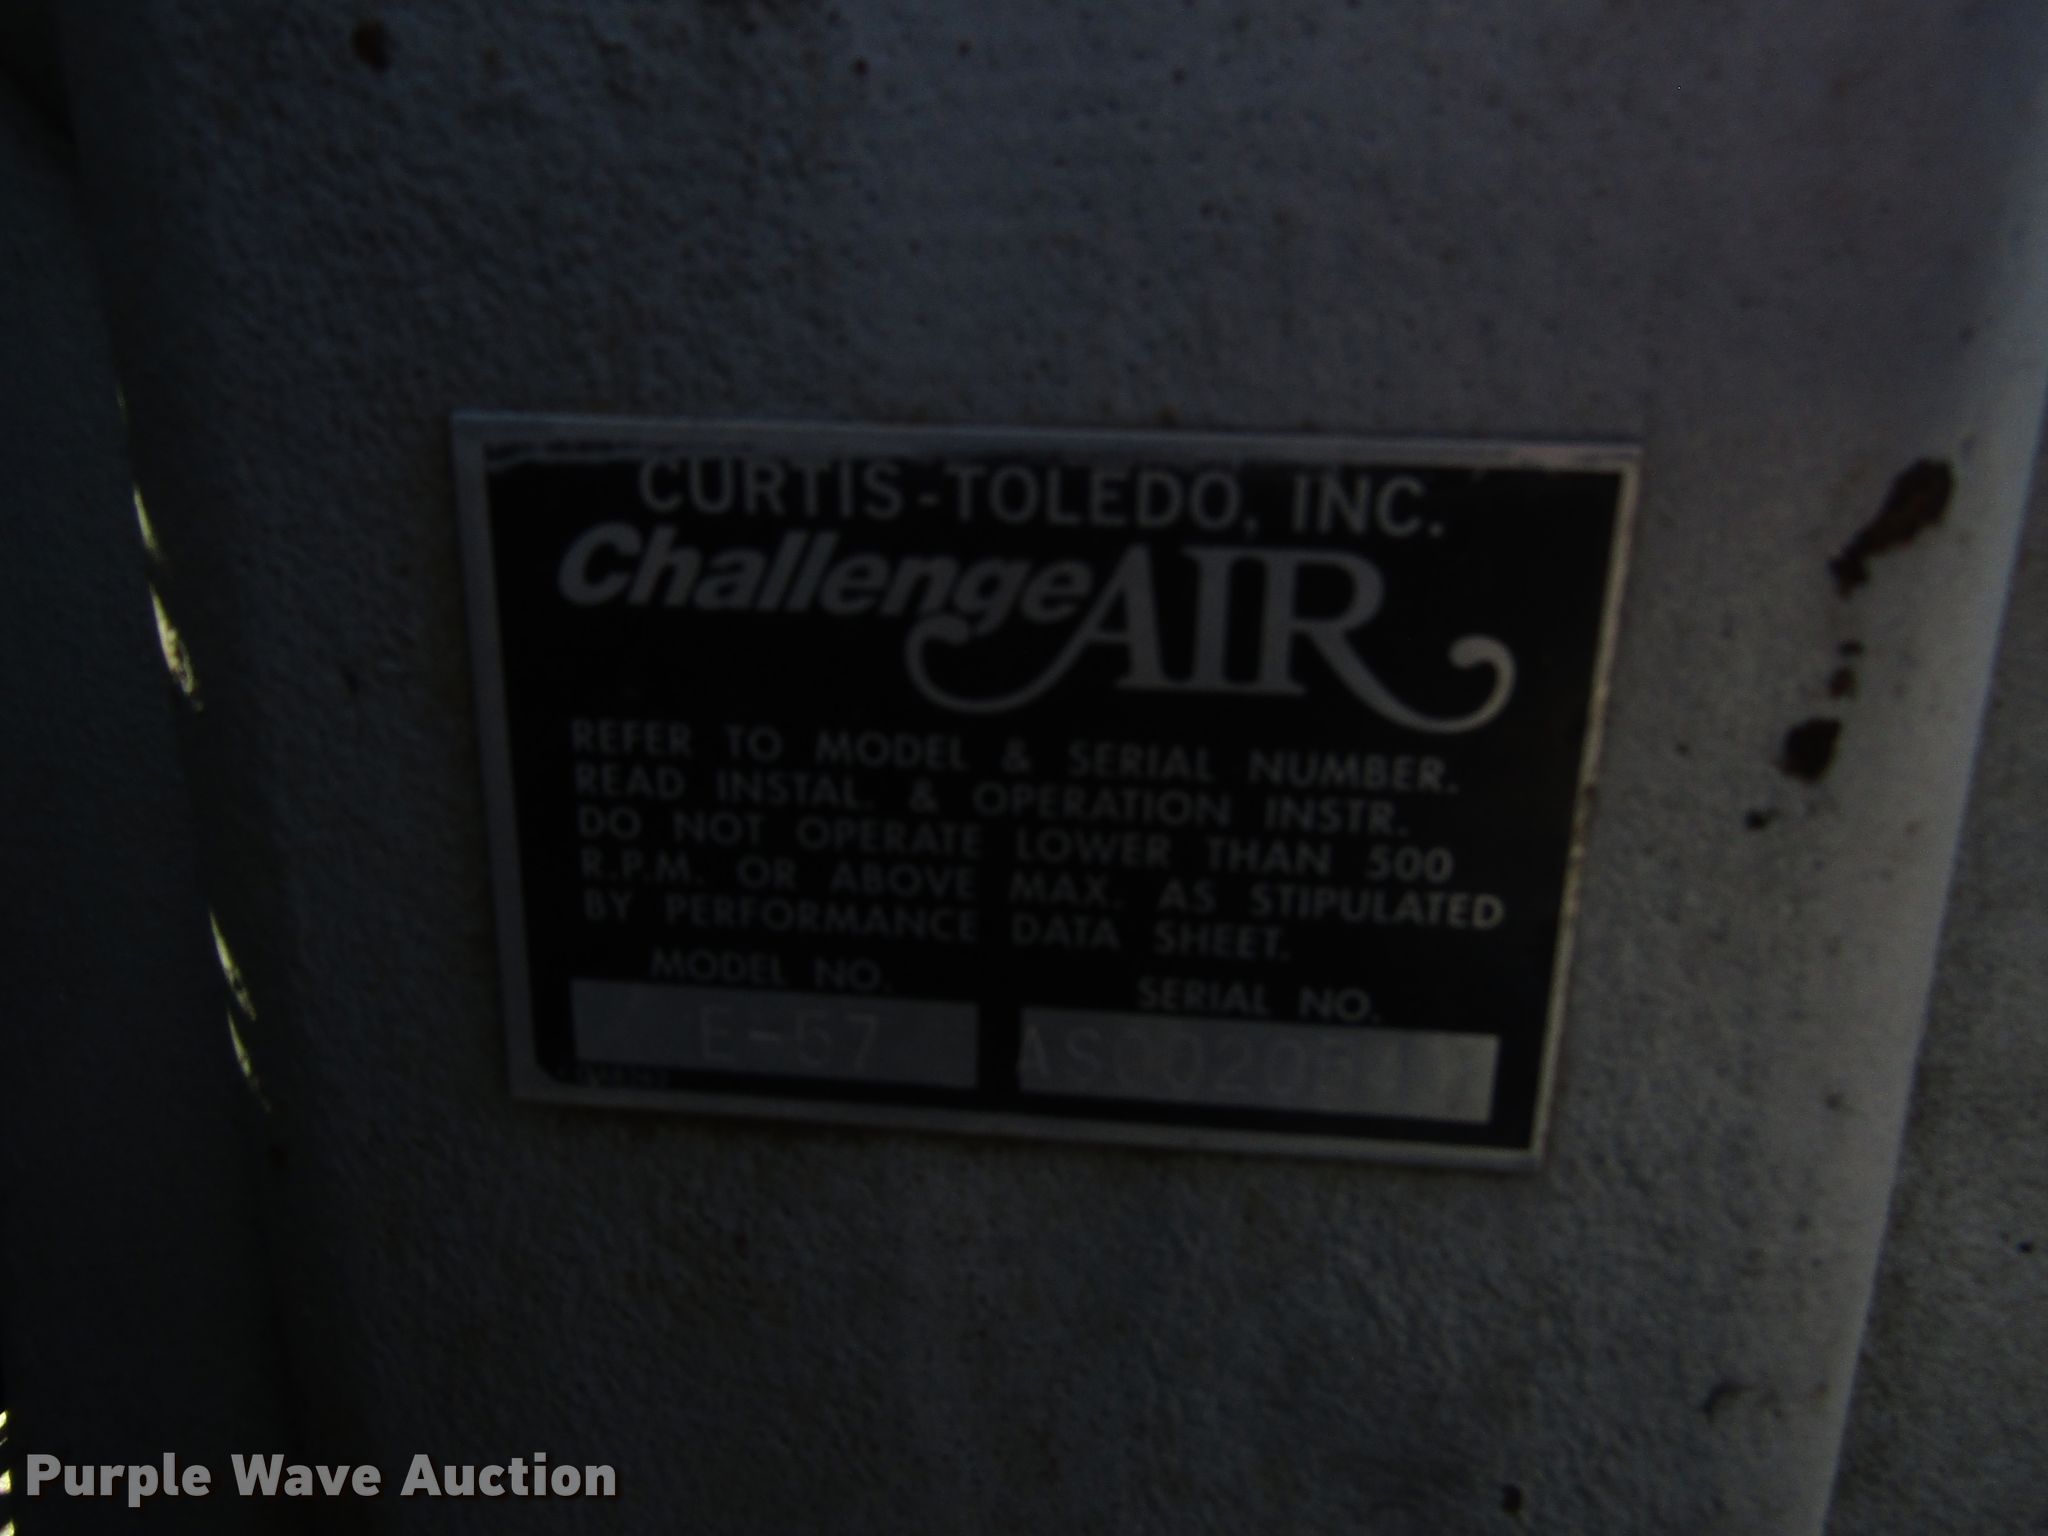 CURTIS-TOLEDO, INC.
ChallengeAIR
REFER TO MODEL & SERIAL NUMBER.
READ INSTAL. & OPERATION INSTR.
DO NOT OPERATE LOWER THAN 500
R.P.M. OR ABOVE MAX. AS STIPULATED
BY PERFORMANCE DATA SHEET.
MODEL NO.
SERIAL NO.
E-57
Purple Wave Auction